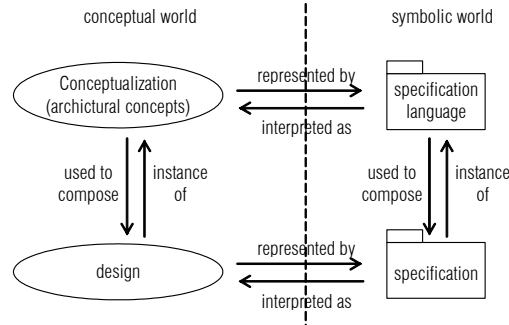 conceptual world
symbolic world
Conceptualization
(archictural concepts)
represented by
interpreted as
specification
language
used to
compose
instance
of
used to
compose
instance
of
design
represented by
interpreted as
specification